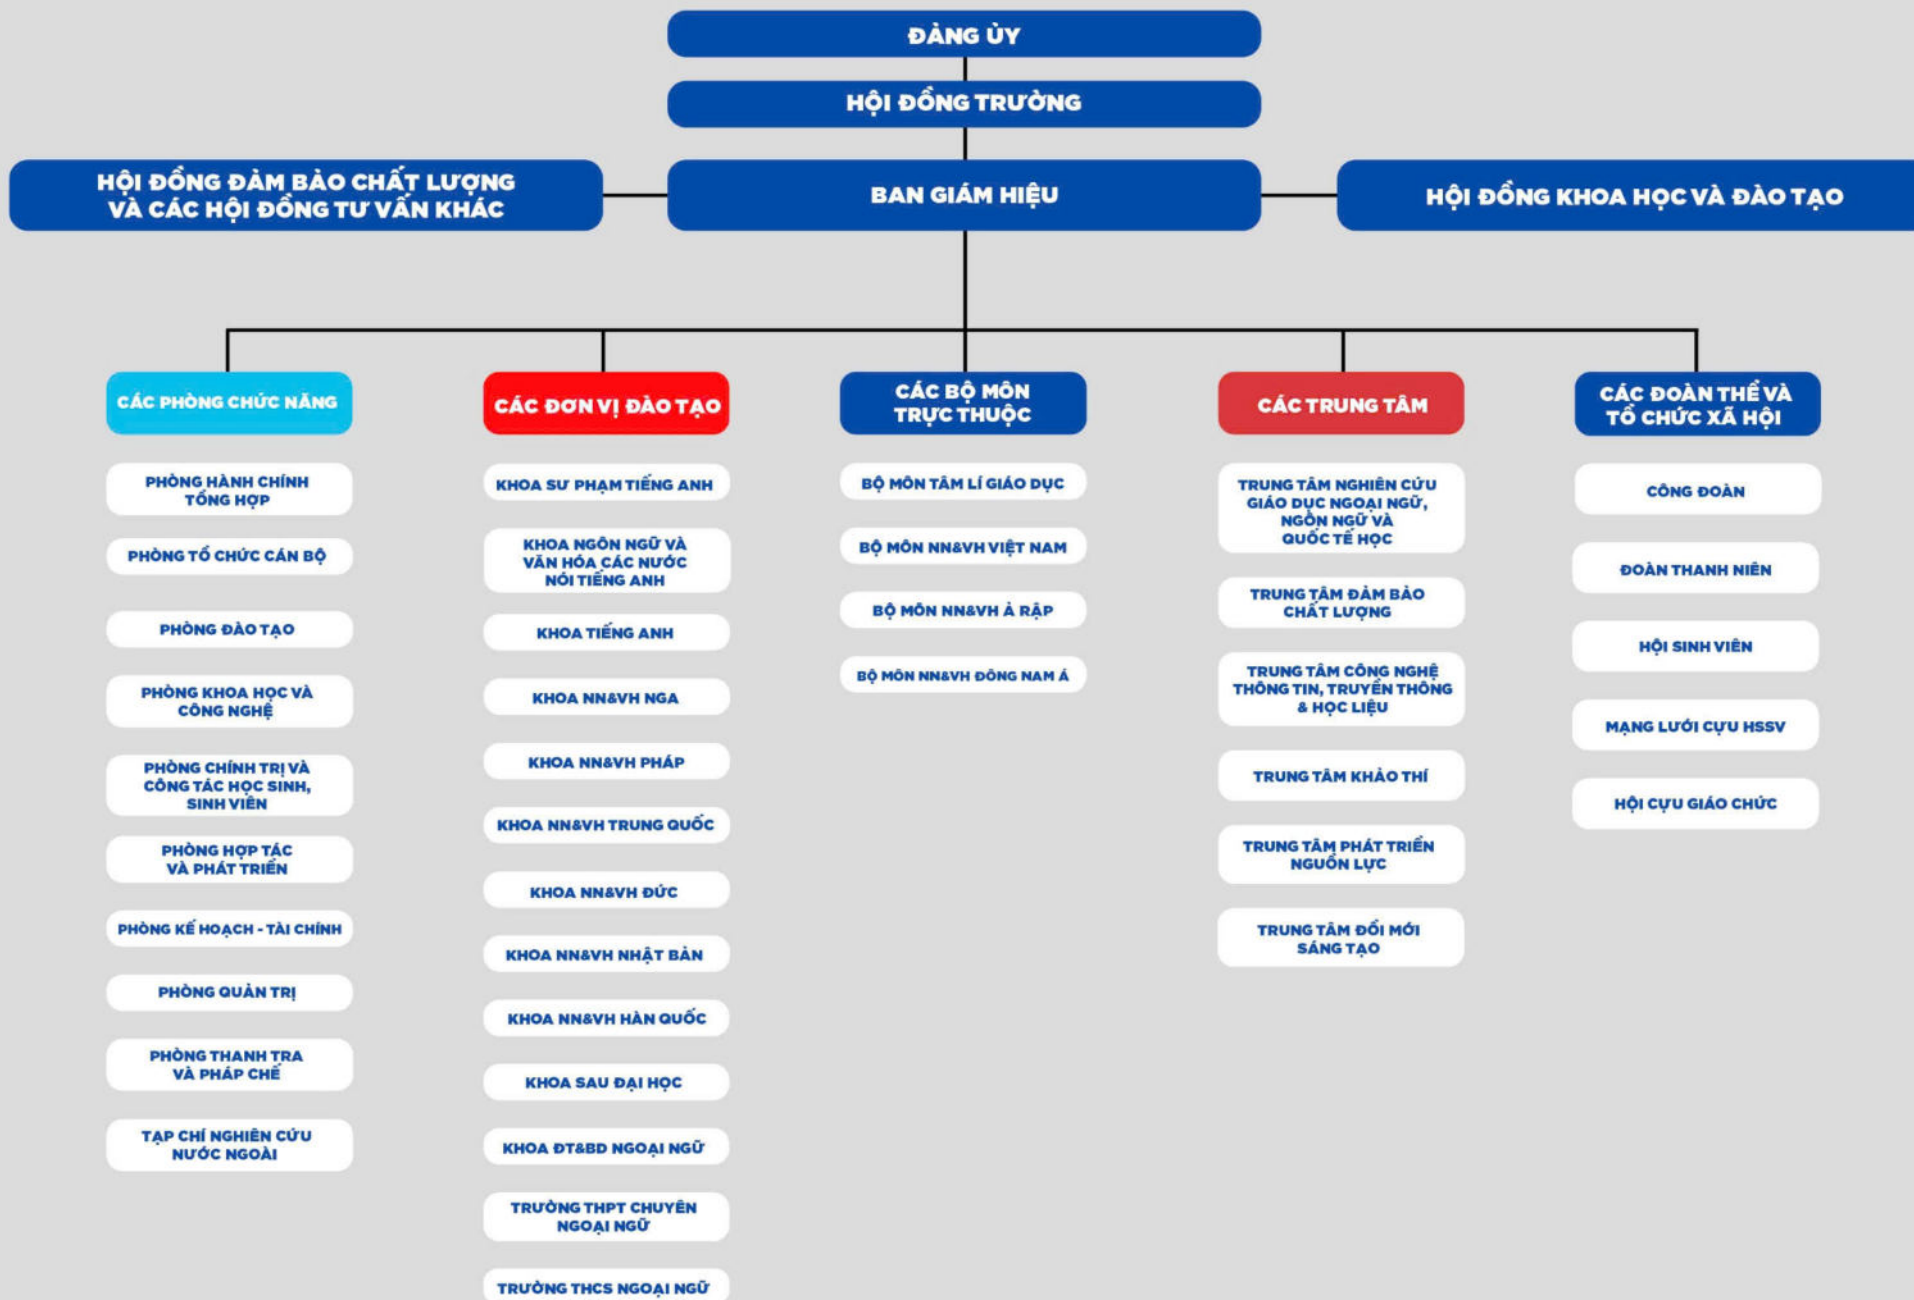 ĐẢNG ỦY
HỘI ĐỒNG TRƯỜNG
HỘI ĐỒNG ĐẢM BẢO CHẤT LƯỢNG
VÀ CÁC HỘI ĐỒNG TƯ VẤN KHÁC
BAN GIÁM HIỆU
HỘI ĐỒNG KHOA HỌC VÀ ĐÀO TẠO
CÁC PHÒNG CHỨC NĂNG
PHÒNG HÀNH CHÍNH
TỔNG HỢP
PHÒNG TỔ CHỨC CÁN BỘ
PHÒNG ĐÀO TẠO
PHÒNG KHOA HỌC VÀ
CÔNG NGHỆ
PHÒNG CHÍNH TRỊ VÀ
CÔNG TÁC HỌC SINH,
SINH VIÊN
PHÒNG HỢP TÁC
VÀ PHÁT TRIỂN
PHÒNG KẾ HOẠCH - TÀI CHÍNH
PHÒNG QUẢN TRỊ
PHÒNG THANH TRA
VÀ PHÁP CHẾ
TẠP CHÍ NGHIÊN CỨU
NƯỚC NGOÀI
CÁC ĐƠN VỊ ĐÀO TẠO
KHOA SƯ PHẠM TIẾNG ANH
KHOA NGÔN NGỮ VÀ
VĂN HÓA CÁC NƯỚC
NÓI TIẾNG ANH
KHOA TIẾNG ANH
KHOA NN&VH NGA
KHOA NN&VH PHÁP
KHOA NN&VH TRUNG QUỐC
KHOA NN&VH ĐỨC
KHOA NN&VH NHẬT BẢN
KHOA NN&VH HÀN QUỐC
KHOA SAU ĐẠI HỌC
KHOA ĐT&BD NGOẠI NGỮ
TRƯỜNG THPT CHUYÊN
NGOẠI NGỮ
TRƯỜNG THCS NGOẠI NGỮ
CÁC BỘ MÔN
TRỰC THUỘC
BỘ MÔN TÂM LÍ GIÁO DỤC
BỘ MÔN NN&VH VIỆT NAM
BỘ MÔN NN&VH Ả RẬP
BỘ MÔN NN&VH ĐÔNG NAM Á
CÁC TRUNG TÂM
TRUNG TÂM NGHIÊN CỨU
GIÁO DỤC NGOẠI NGỮ,
NGÔN NGỮ VÀ
QUỐC TẾ HỌC
TRUNG TÂM ĐẢM BẢO
CHẤT LƯỢNG
TRUNG TÂM CÔNG NGHỆ
THÔNG TIN, TRUYỀN THÔNG
& HỌC LIỆU
TRUNG TÂM KHẢO THÍ
TRUNG TÂM PHÁT TRIỂN
NGUỒN LỰC
TRUNG TÂM ĐỔI MỚI
SÁNG TẠO
CÁC ĐOÀN THỂ VÀ
TỔ CHỨC XÃ HỘI
CÔNG ĐOÀN
ĐOÀN THANH NIÊN
HỘI SINH VIÊN
MẠNG LƯỚI CỰU HSSV
HỘI CỰU GIÁO CHỨC